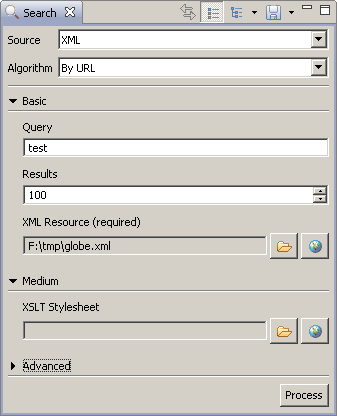 Search
Source XML
Algorithm By URL
Basic
Query
test
Results
100
XML Resource (required)
F:\tmp\globe.xml
Medium
XSLT Stylesheet
Advanced
Process